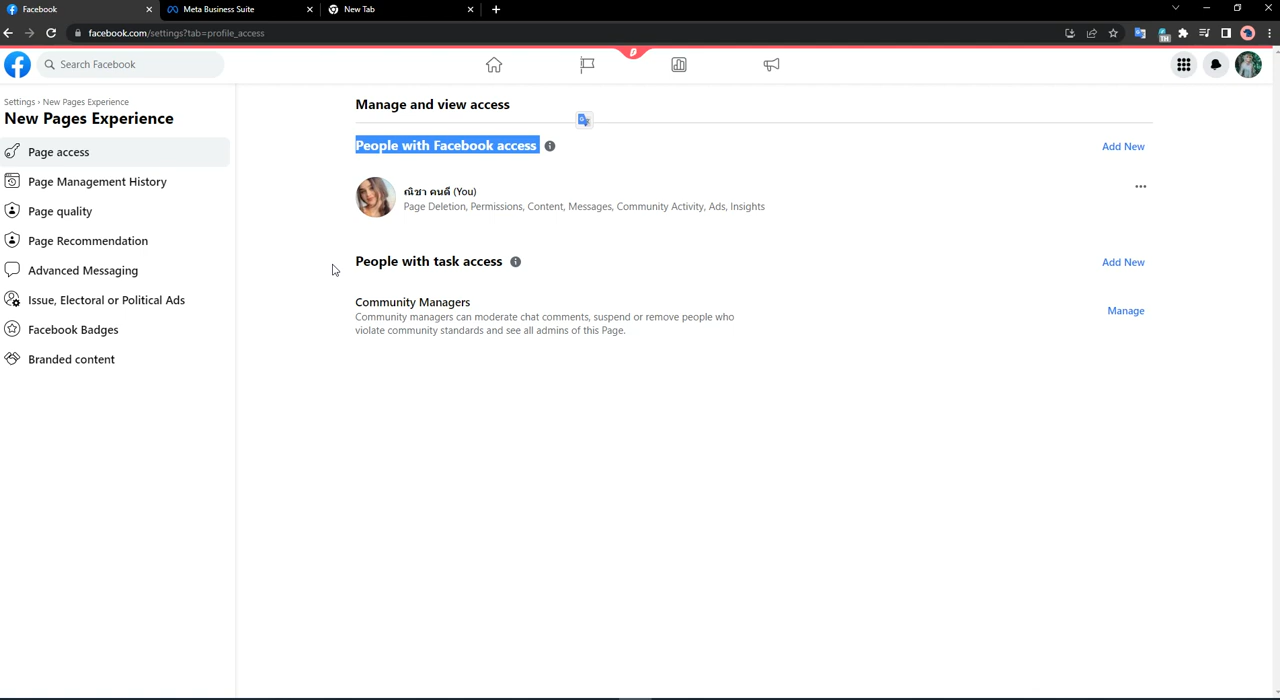 Facebook
Meta Business Suite
New Tab
facebook.com/settings?tab=profile_access
TH
Search Facebook
Settings › New Pages Experience
New Pages Experience
Page access
Page Management History
Page quality
Page Recommendation
Advanced Messaging
Issue, Electoral or Political Ads
Facebook Badges
Branded content
Manage and view access
People with Facebook access
Add New
ณิชา คนดี (You)
Page Deletion, Permissions, Content, Messages, Community Activity, Ads, Insights
People with task access
Add New
Community Managers
Community managers can moderate chat comments, suspend or remove people who
violate community standards and see all admins of this Page.
Manage